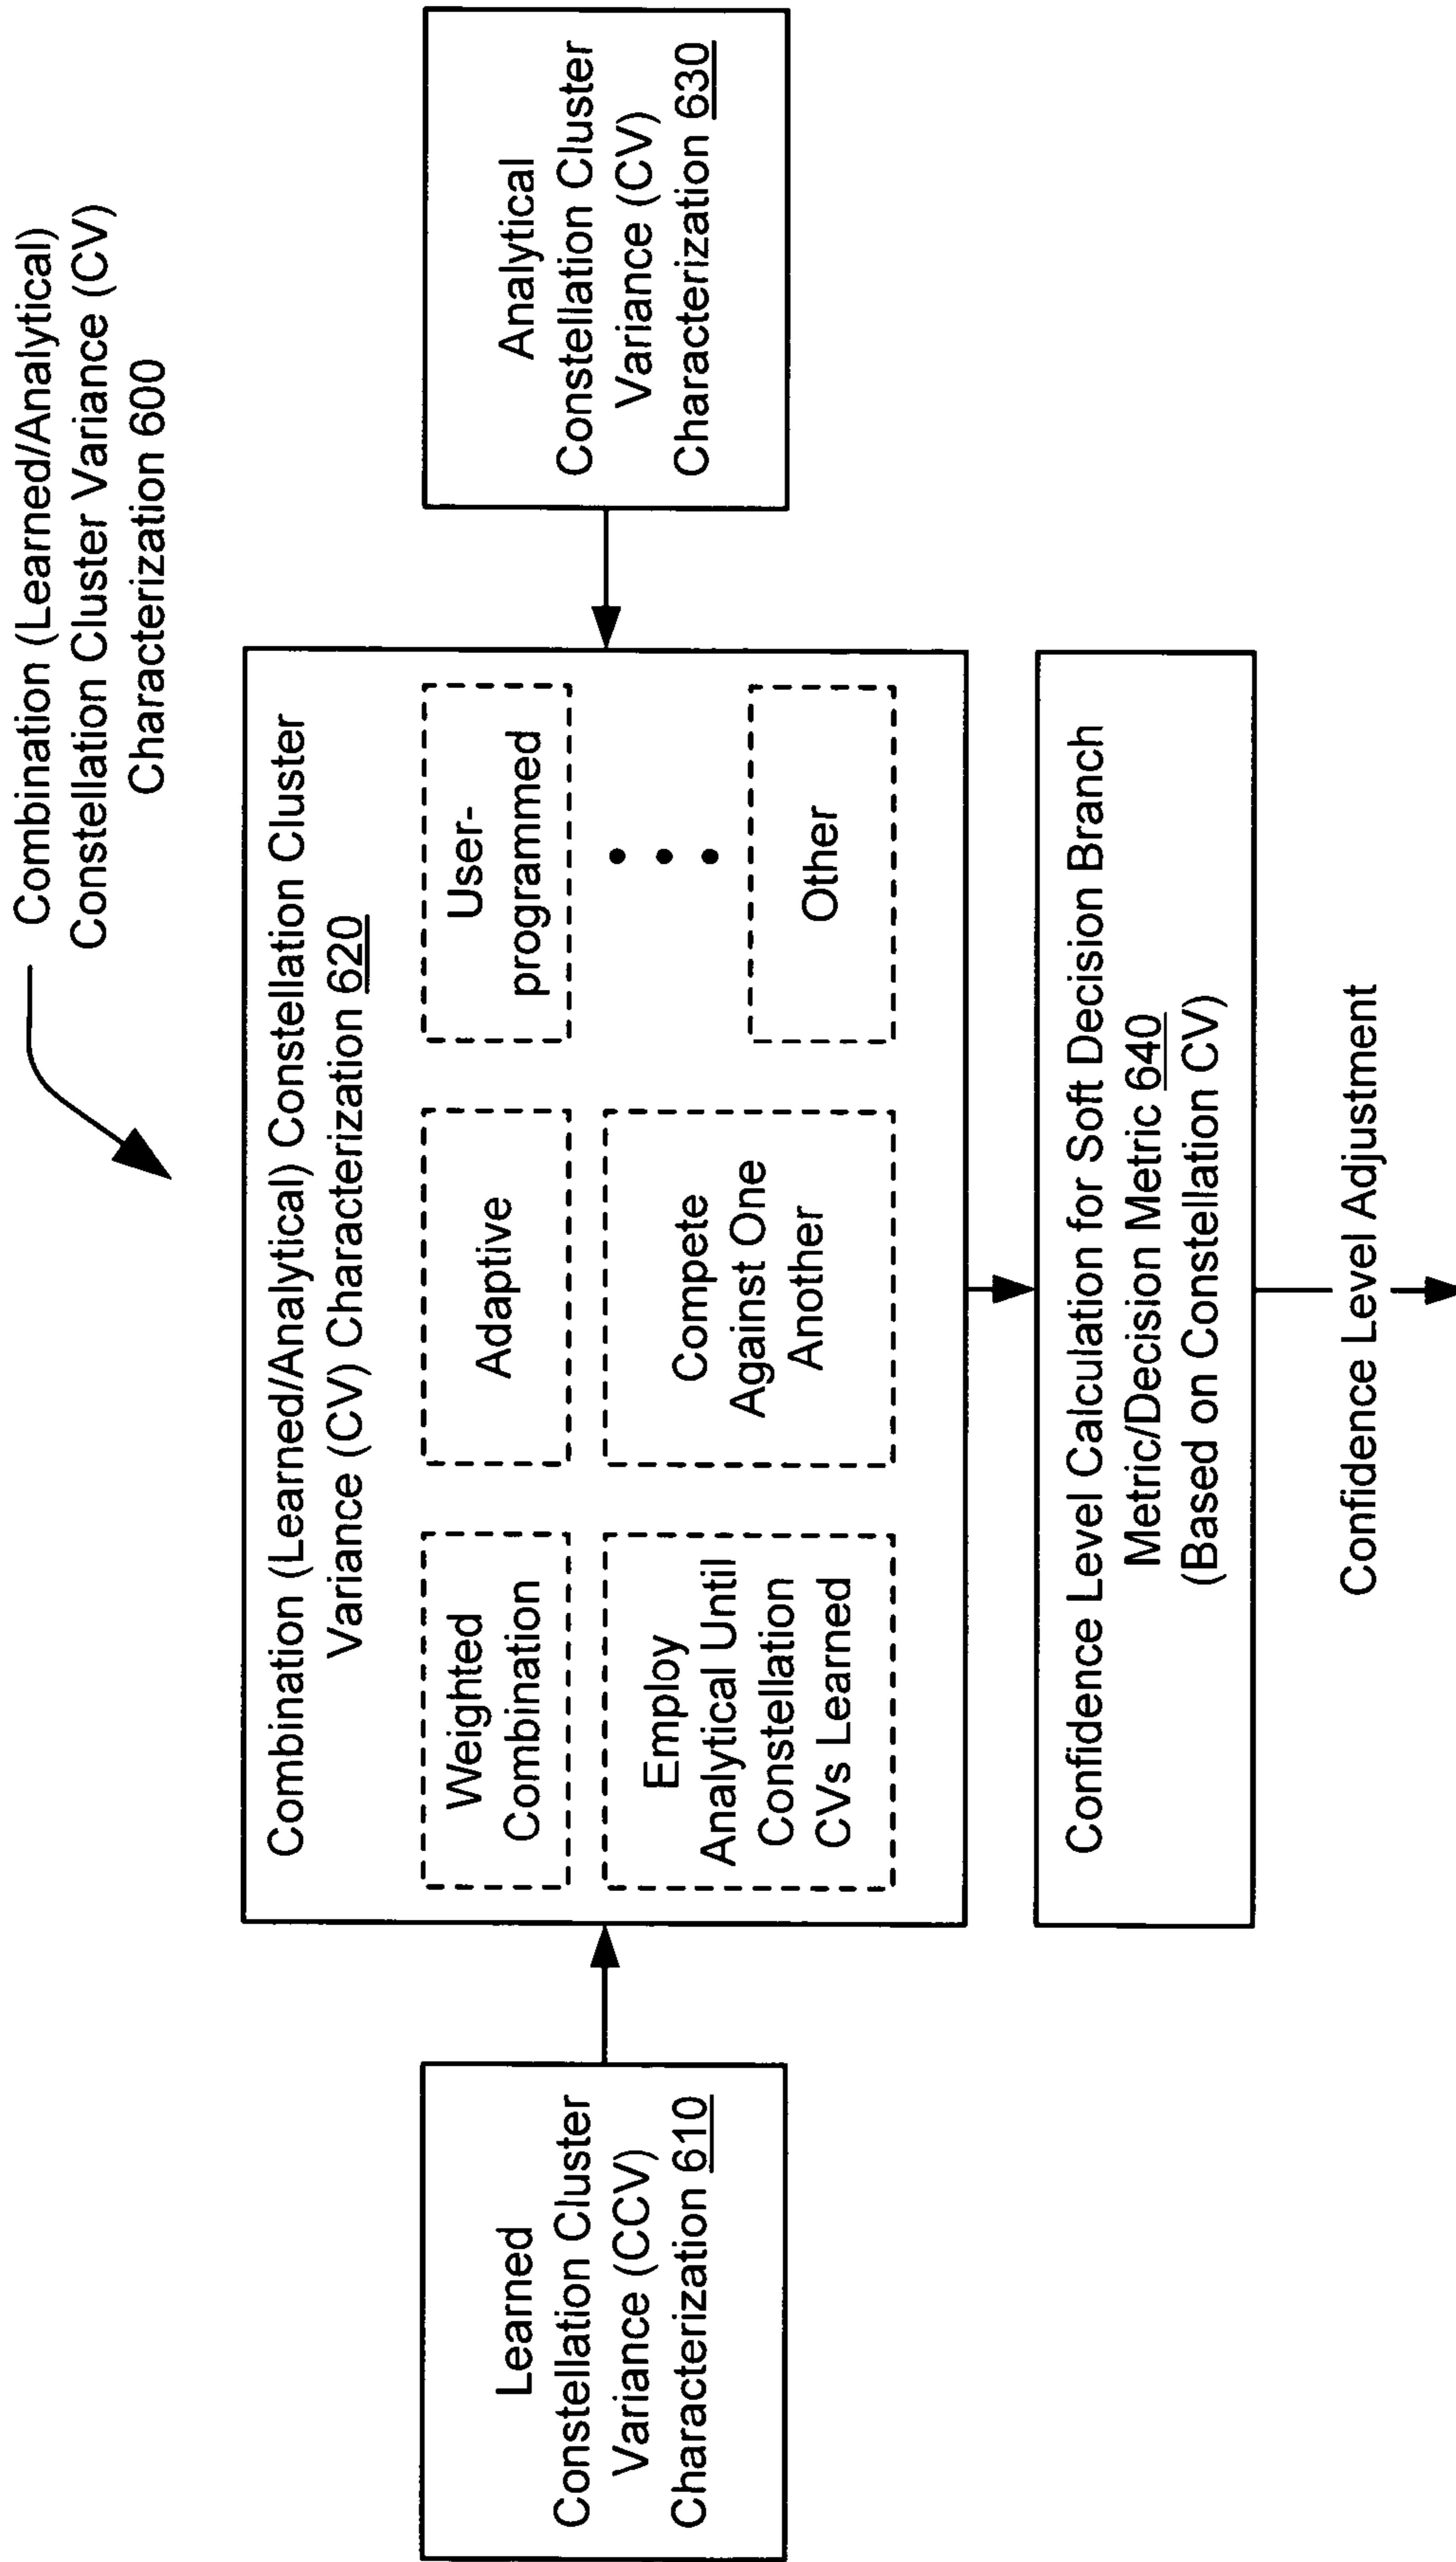 Combination (Learned/Analytical)
Constellation Cluster Variance (CV)
Characterization 600
Learned
Constellation Cluster
Variance (CCV)
Characterization 610
Combination (Learned/Analytical) Constellation Cluster
Variance (CV) Characterization 620
Weighted
Combination
Adaptive
User-
programmed
Employ
Analytical Until
Constellation
CVs Learned
Compete
Against One
Another
Other
Analytical
Constellation Cluster
Variance (CV)
Characterization 630
Confidence Level Calculation for Soft Decision Branch
Metric/Decision Metric 640
(Based on Constellation CV)
Confidence Level Adjustment